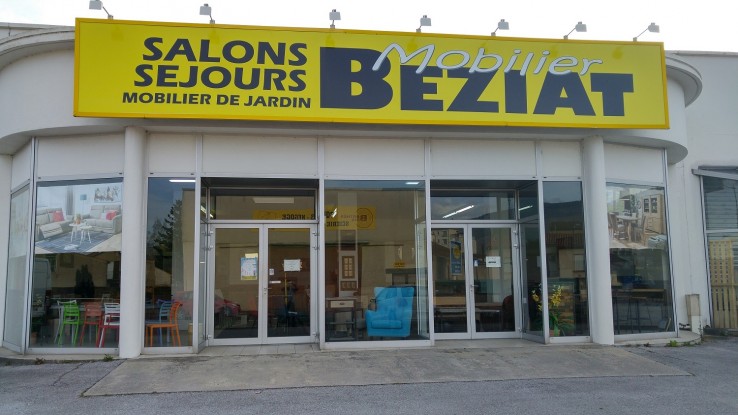 SALONS
SEJOURS
MOBILIER DE JARDIN
Mobilier
BEZIAT